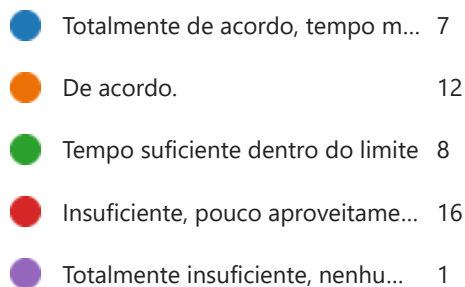 Totalmente de acordo, tempo m... 7
De acordo. 12
Tempo suficiente dentro do limite 8
Insuficiente, pouco aproveitame... 16
Totalmente insuficiente, nenhu... 1